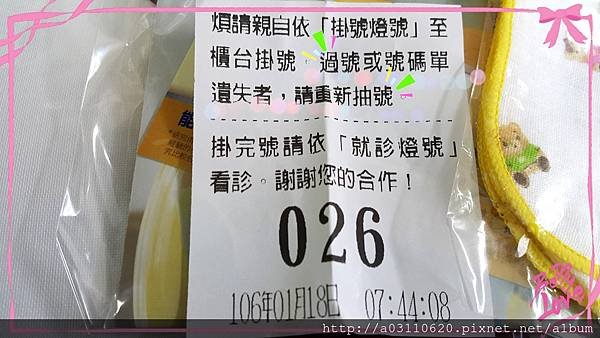 煩請親自依「掛號燈號」至
櫃台掛號。過號或號碼單
遺失者，請重新抽號。
掛完號請依「就診燈號」
看診。謝謝您的合作！
026
106年01月18日 07:44:08
Love
http://a03110620.pixnet.net/album